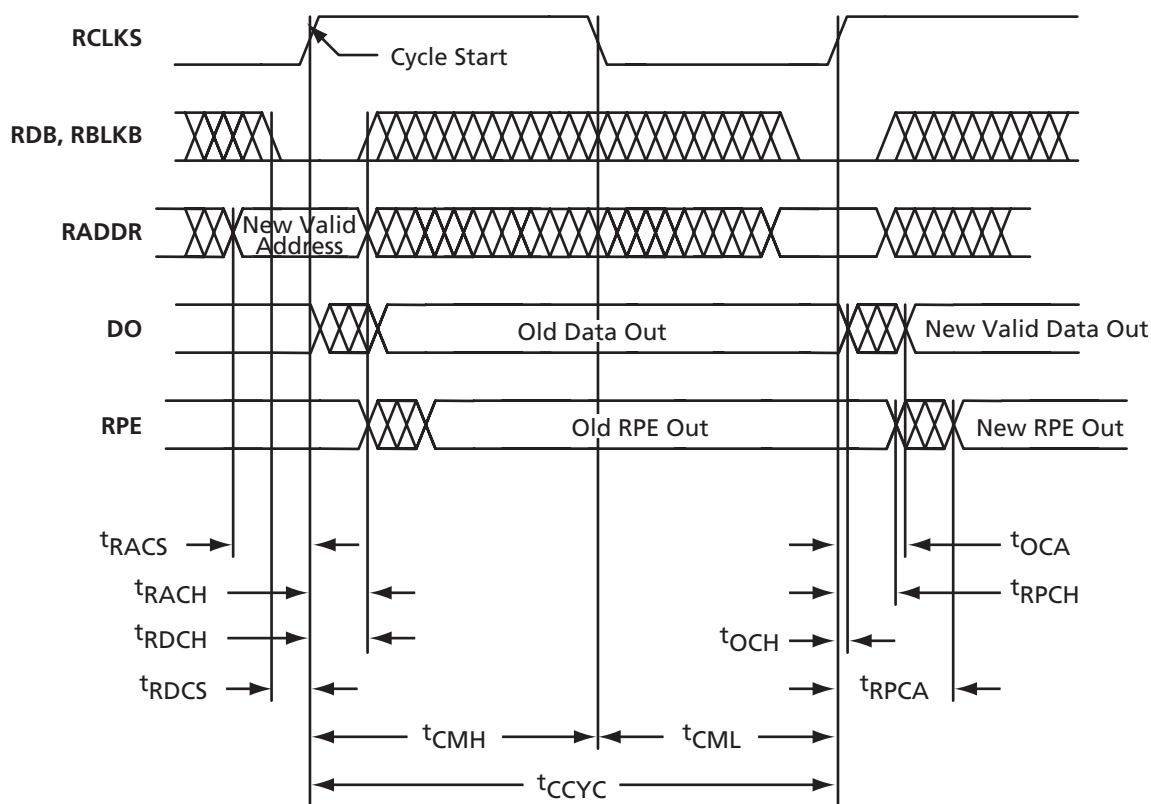 RCLKS
Cycle Start
RDB, RBLKB
RADDR
New Valid
Address
DO
Old Data Out
New Valid Data Out
RPE
Old RPE Out
New RPE Out
tRACS
tOCA
tRACH
tRPCH
tRDCH
tOCH
tRDCS
tRPCA
tCMH
tCML
tCCYC